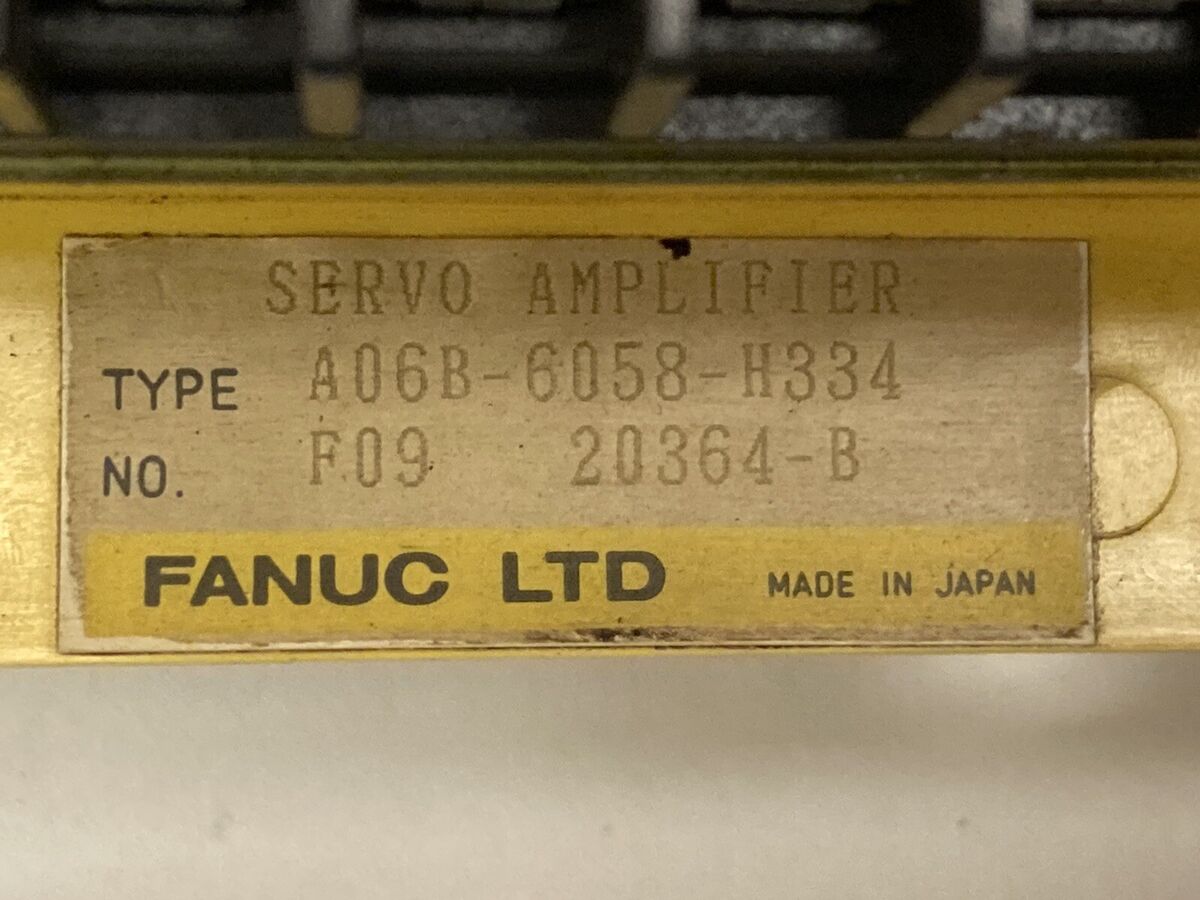 SERVO AMPLIFIER
TYPE A06B-6058-H334
NO. F09 20364-B
FANUC LTD MADE IN JAPAN